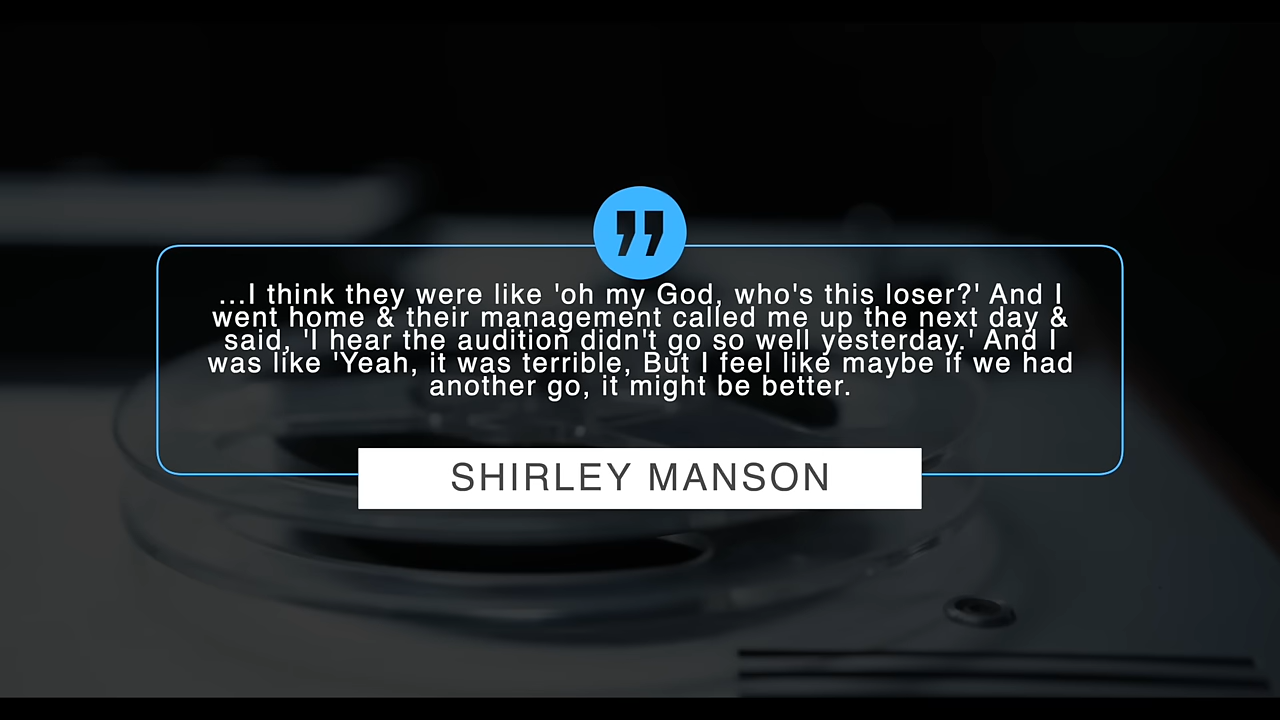 ”
...I think they were like 'oh my God, who's this loser?' And I
went home & their management called me up the next day &
said, 'I hear the audition didn't go so well yesterday.' And I
was like 'Yeah, it was terrible, But I feel like maybe if we had
another go, it might be better.
SHIRLEY MANSON